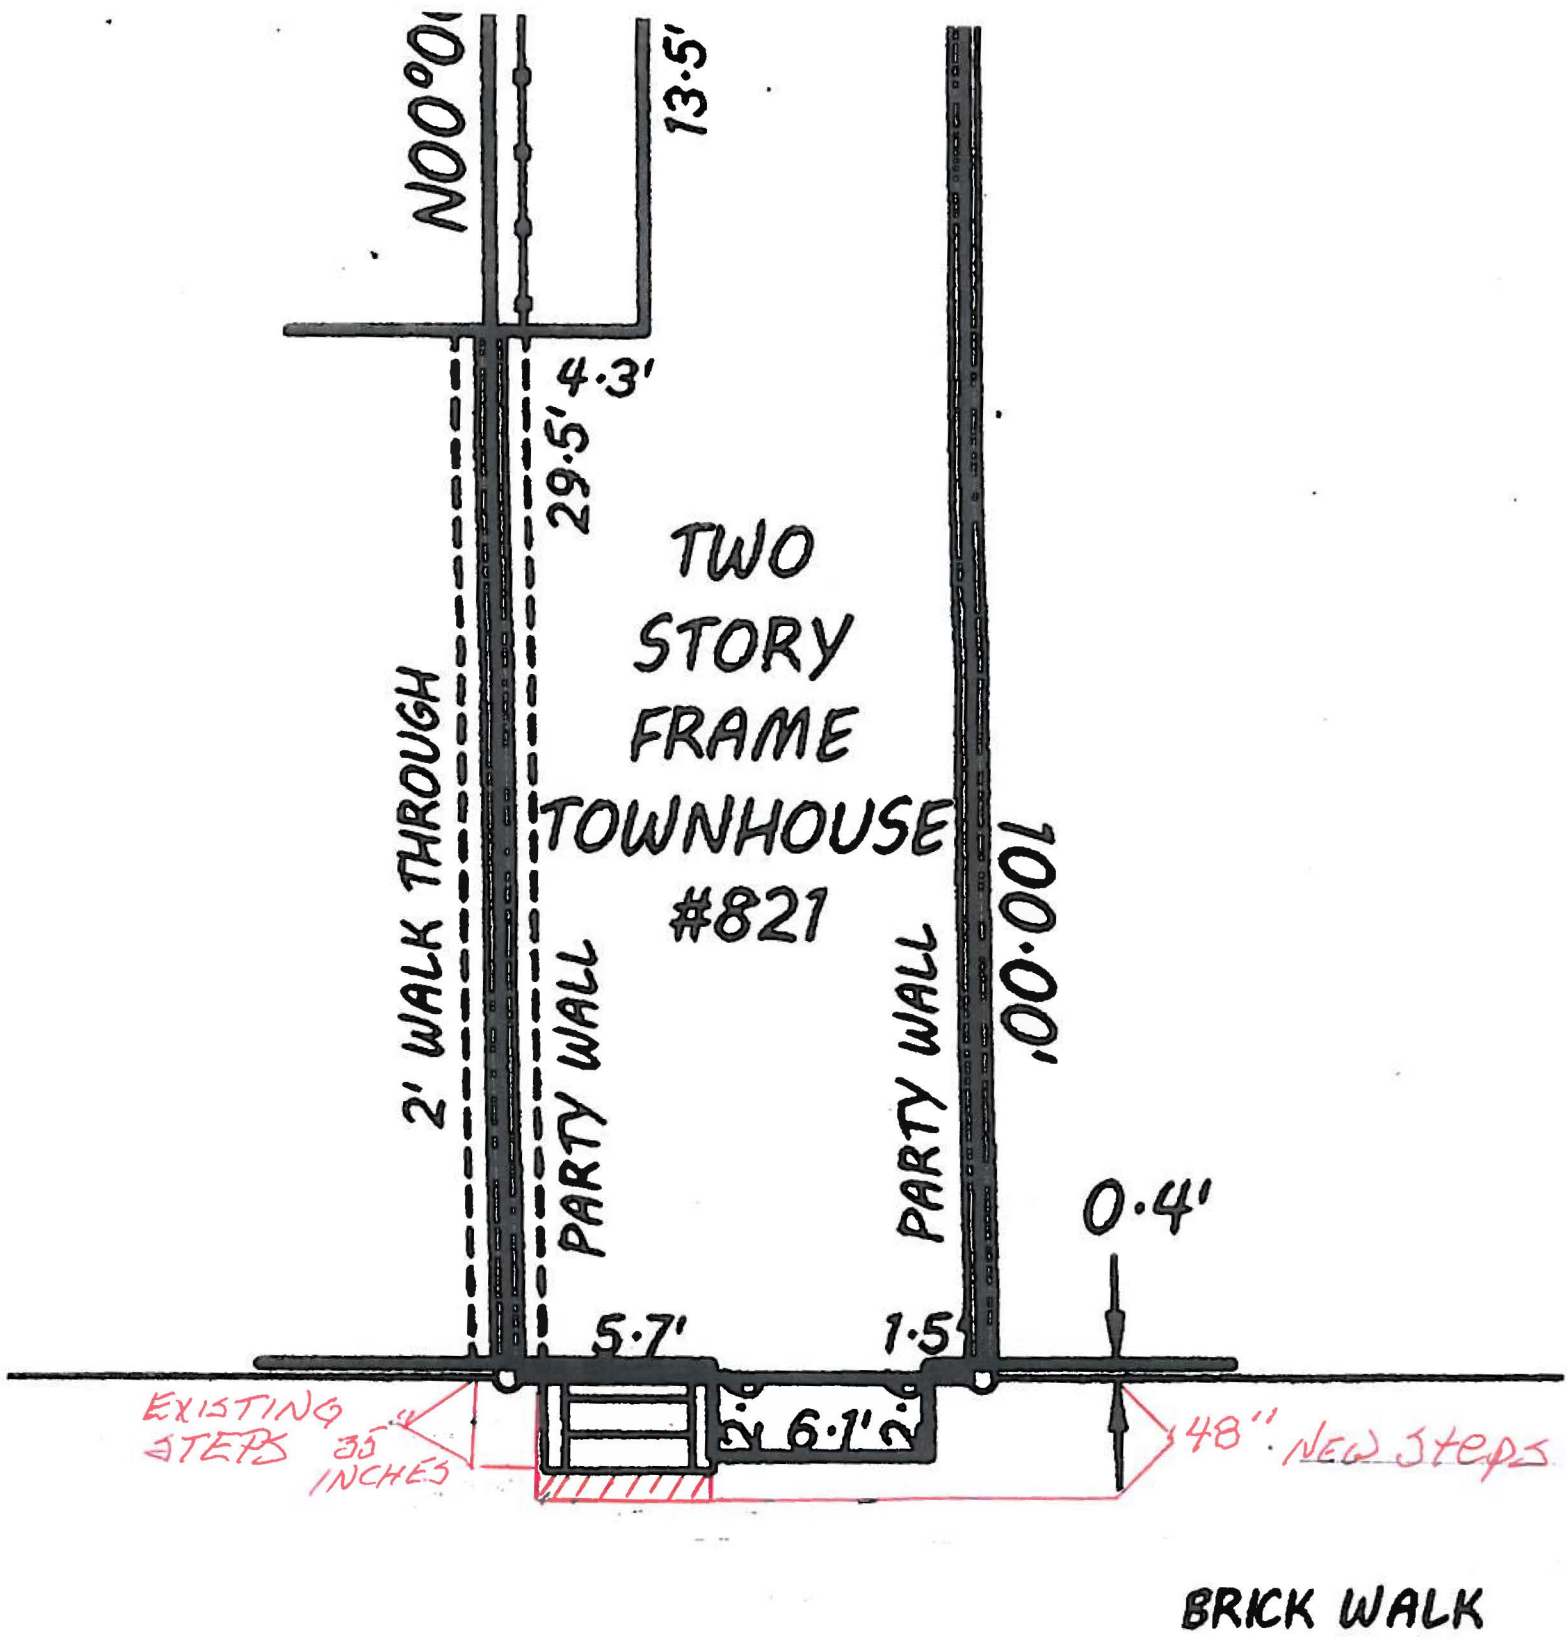 N00°0
13.5'
4.3'
29.5'
TWO
STORY
FRAME
TOWNHOUSE
#821
2' WALK THROUGH
PARTY WALL
PARTY WALL
100.00'
0.4'
5.7'
1.5'
EXISTING
STEPS 35"
INCHES
2'
6.1'
2'
48" NEW STEPS
BRICK WALK